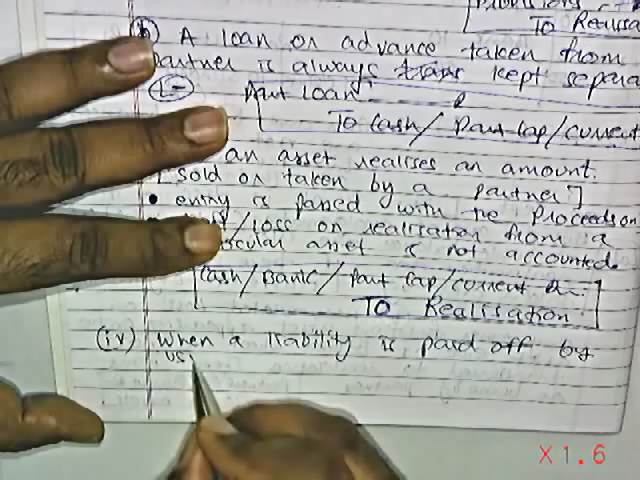 To Realisa
b) A loan or advance taken from
partner is always kept separa
Part loan
To Cash/ Part Cap/current
an asset realises an amount.
[sold or taken by a partner]
• entry is passed with the proceeds on
/loss on realisation from a
asset is not accounted.
Cash/Bank/Part Cap/current Dr.
TO Realisation
(iv) When a liability is paid off by
us
X1.6